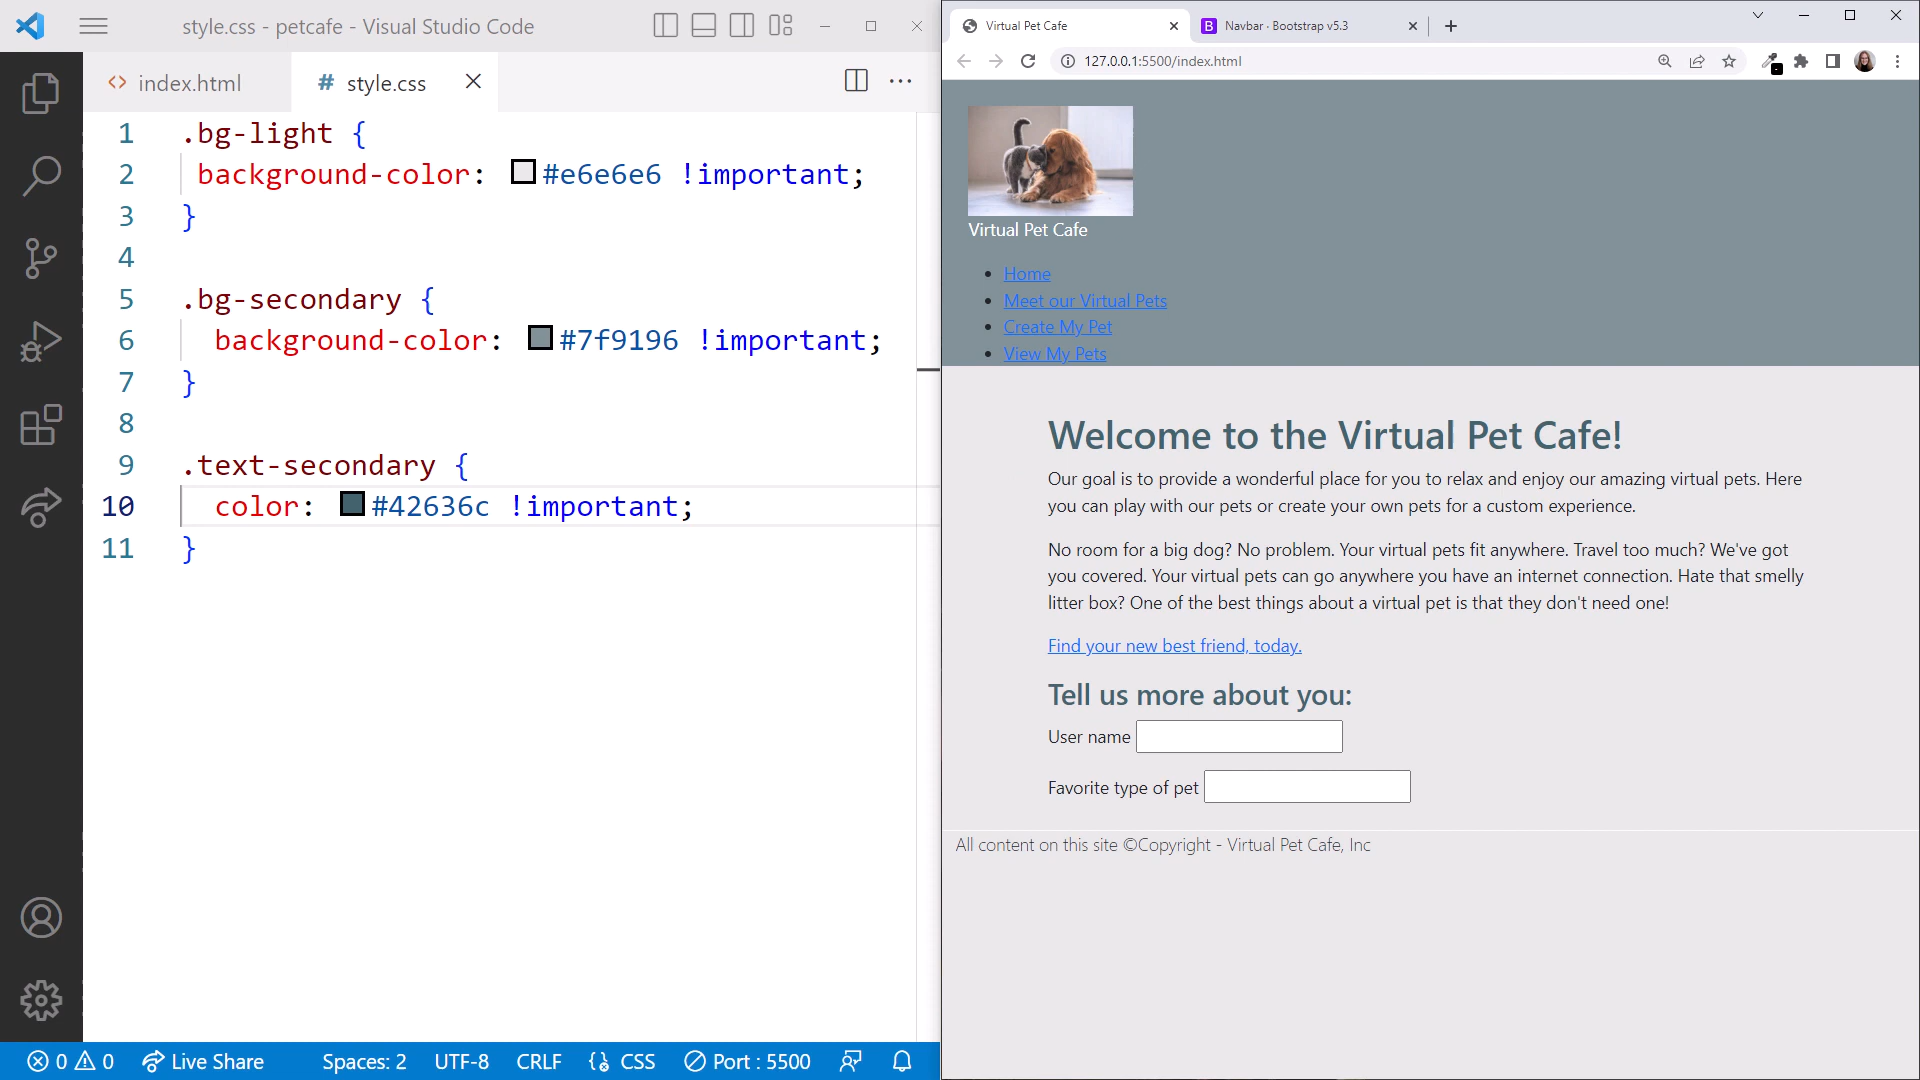 style.css - petcafe - Visual Studio Code
index.html
style.css
1 .bg-light {
2 background-color: #e6e6e6 !important;
3 }
4
5 .bg-secondary {
6 background-color: #7f9196 !important;
7 }
8
9 .text-secondary {
10 color: #42636c !important;
11 }
0 0 Live Share Spaces: 2 UTF-8 CRLF CSS Port : 5500
Virtual Pet Cafe
B Navbar · Bootstrap v5.3
127.0.0.1:5500/index.html
Virtual Pet Cafe
Home
Meet our Virtual Pets
Create My Pet
View My Pets
Welcome to the Virtual Pet Cafe!
Our goal is to provide a wonderful place for you to relax and enjoy our amazing virtual pets. Here
you can play with our pets or create your own pets for a custom experience.
No room for a big dog? No problem. Your virtual pets fit anywhere. Travel too much? We've got
you covered. Your virtual pets can go anywhere you have an internet connection. Hate that smelly
litter box? One of the best things about a virtual pet is that they don't need one!
Find your new best friend, today.
Tell us more about you:
User name
Favorite type of pet
All content on this site ©Copyright - Virtual Pet Cafe, Inc